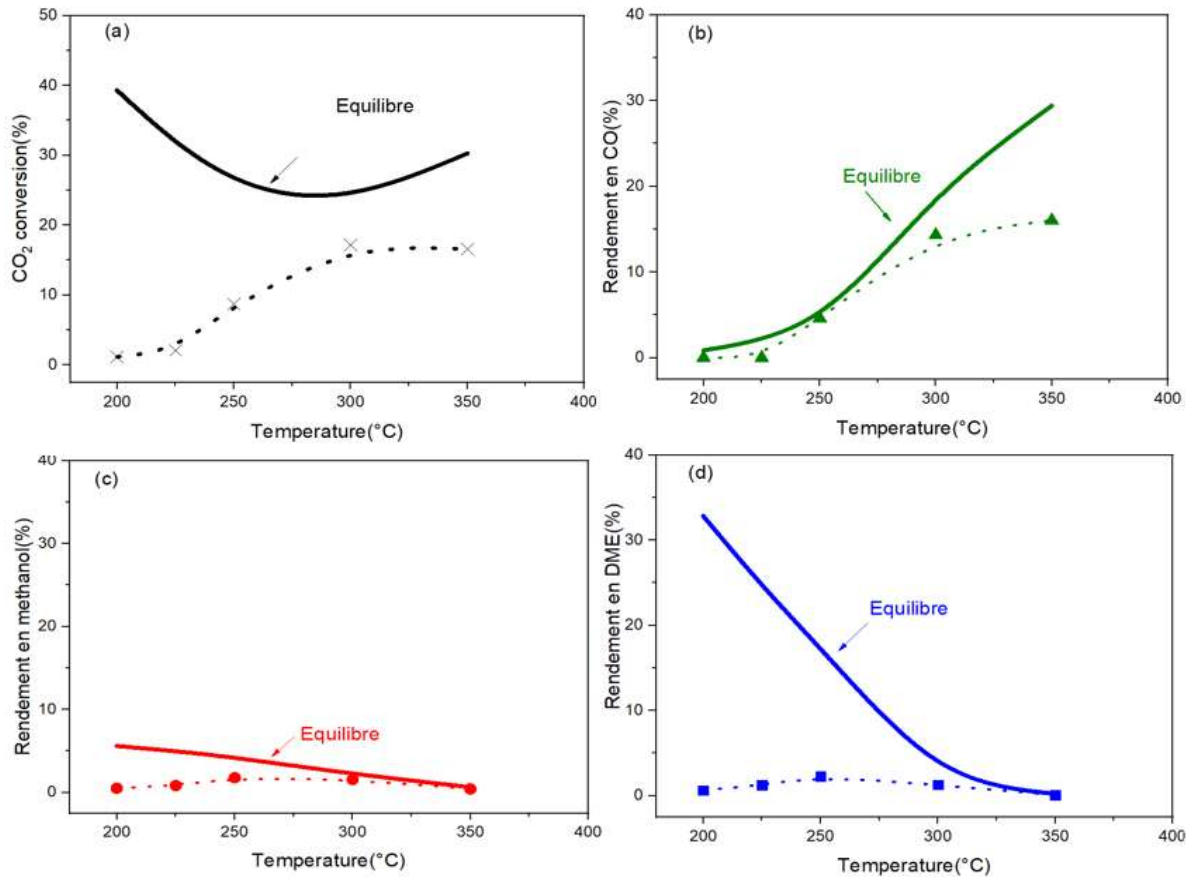 (a)
50
40
30
20
10
0
CO₂ conversion(%)
Equilibre
200
250
300
350
400
Temperature(°C)
(b)
40
30
20
10
0
Rendement en CO(%)
Equilibre
200
250
300
350
400
Temperature(°C)
(c)
40
30
20
10
0
Rendement en methanol(%)
Equilibre
200
250
300
350
400
Temperature(°C)
(d)
40
30
20
10
0
Rendement en DME(%)
Equilibre
200
250
300
350
400
Temperature(°C)